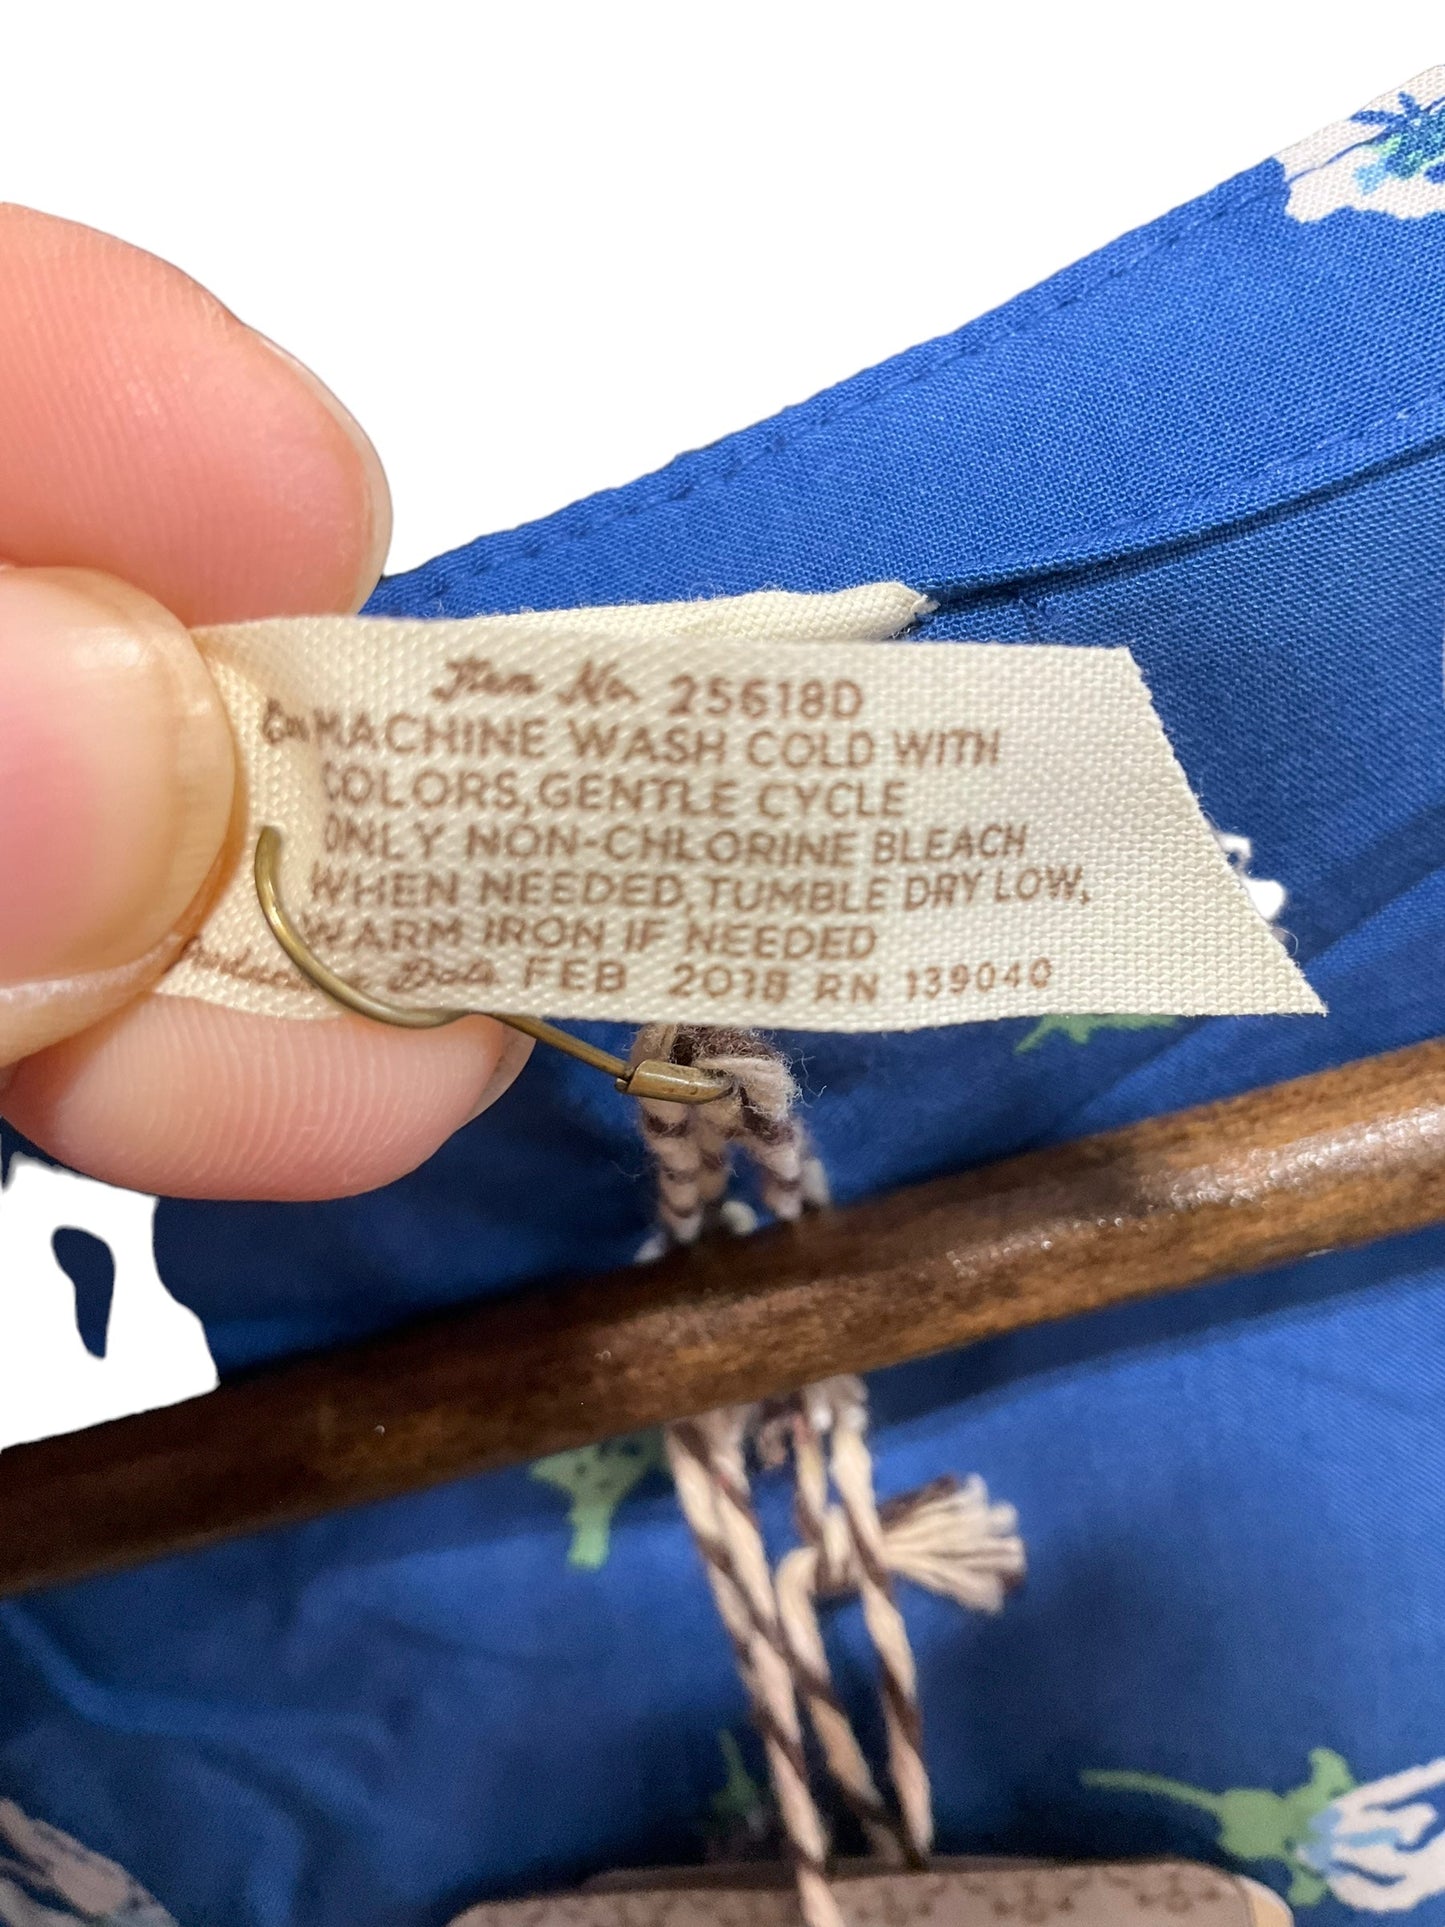 Item No. 25618D
MACHINE WASH COLD WITH
COLORS, GENTLE CYCLE
ONLY NON-CHLORINE BLEACH
WHEN NEEDED, TUMBLE DRY LOW,
WARM IRON IF NEEDED
Date FEB 2018 RN 139040